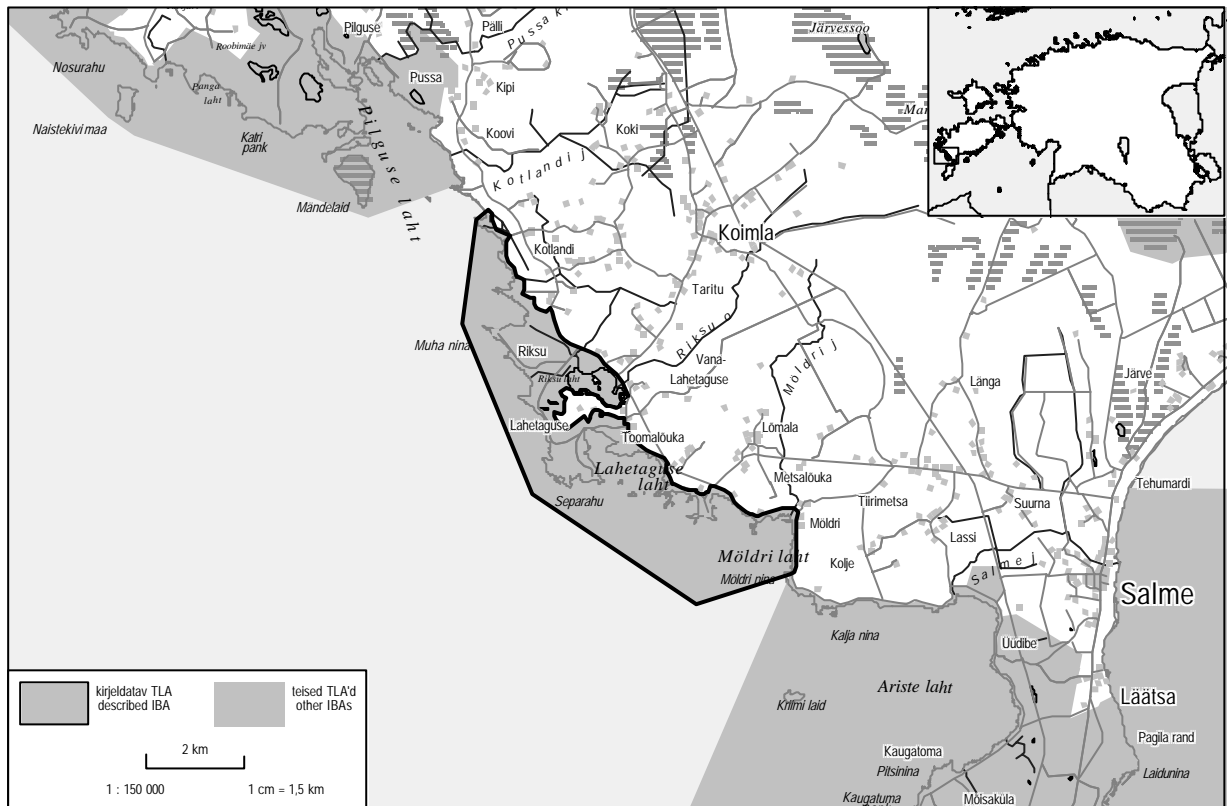 Pilguse
Pälli
Pussa k
Järvessoo
Roobimäe jv
Nosurahu
Pussa
Kipi
Panga
laht
Naistekivi maa
Katri
pank
Pilguse laht
Koovi
Koki
Kotlandi j
Mändelaid
Koimla
Kotlandi
Taritu
Muha nina
Riksu
Riksu o
Vana-
Lahetaguse
Möldri j
Länga
Järve
Riksu laht
Lahetaguse
Toomalõuka
Lõmala
Lahetaguse
laht
Metsalõuka
Tehumardi
Separahu
Tiirimetsa
Suurna
Möldri
Lassi
Möldri laht
Kolje
Salme j
Möldri nina
Salme
Kalja nina
Üüdibe
Ariste laht
Läätsa
Kriimi laid
Pagila rand
Kaugatoma
Pitsinina
Laidunina
Kaugatuma
Mõisaküla
kirjeldatav TLA
described IBA
teised TLA'd
other IBAs
2 km
1 : 150 000
1 cm = 1,5 km